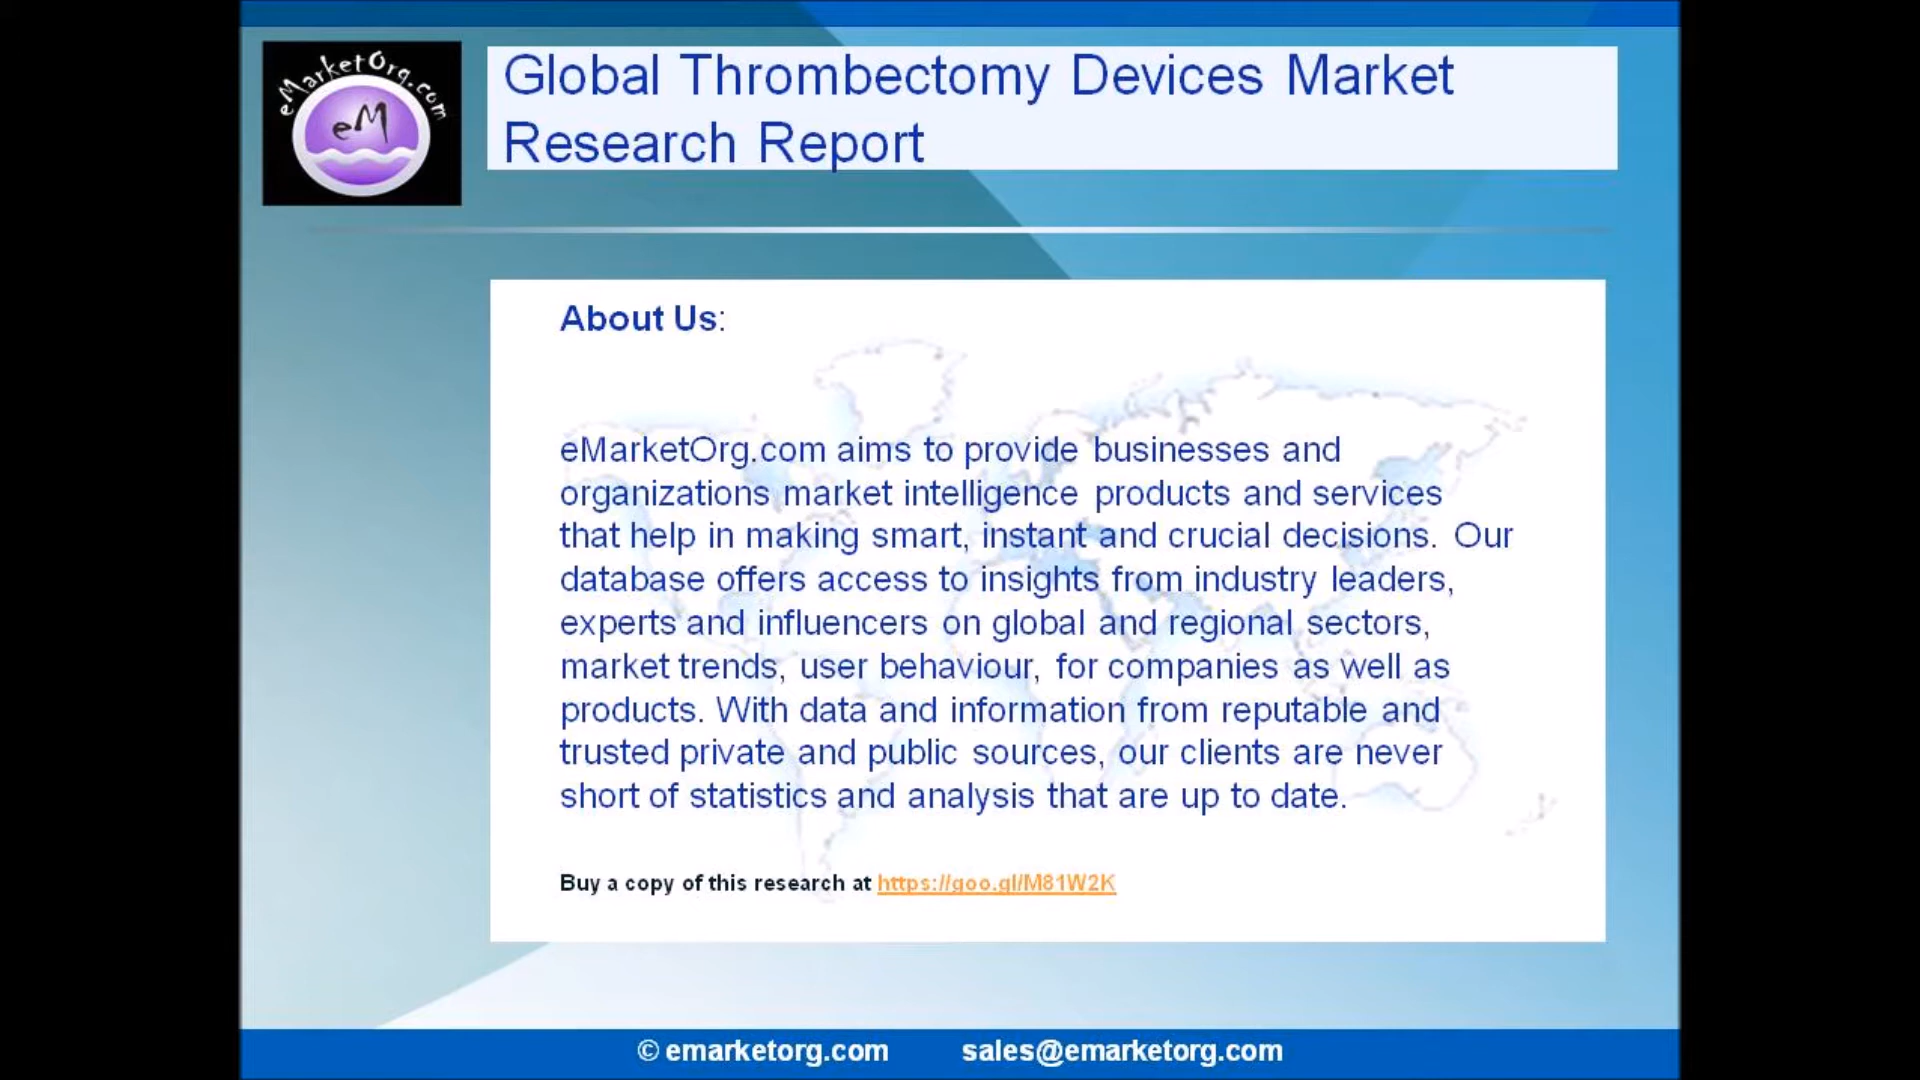 eMarketOrg.com
eM
Global Thrombectomy Devices Market
Research Report
About Us:
eMarketOrg.com aims to provide businesses and
organizations market intelligence products and services
that help in making smart, instant and crucial decisions. Our
database offers access to insights from industry leaders,
experts and influencers on global and regional sectors,
market trends, user behaviour, for companies as well as
products. With data and information from reputable and
trusted private and public sources, our clients are never
short of statistics and analysis that are up to date.
Buy a copy of this research at https://goo.gl/M81W2K
© emarketorg.com sales@emarketorg.com